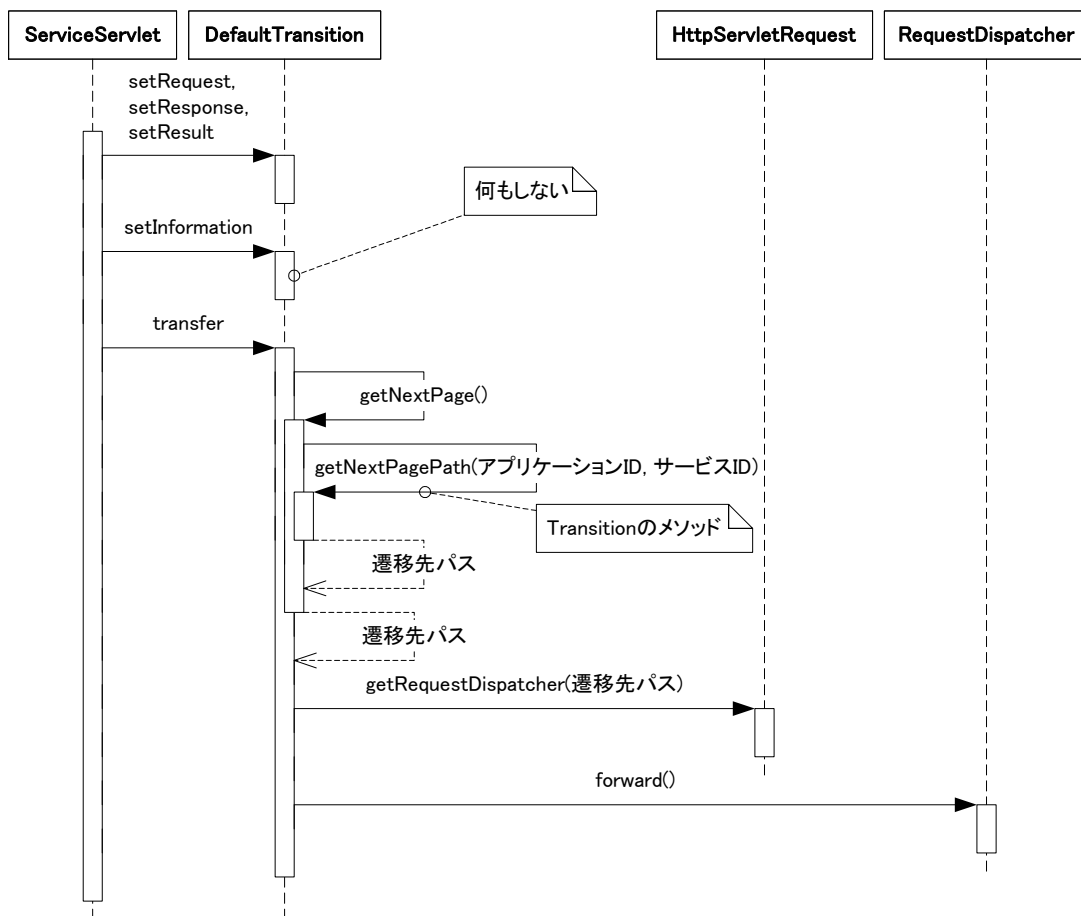 ServiceServlet
DefaultTransition
HttpServletRequest
RequestDispatcher
setRequest,
setResponse,
setResult
何もしない
setInformation
transfer
getNextPage()
getNextPagePath(アプリケーションID, サービスID)
Transitionのメソッド
遷移先パス
遷移先パス
getRequestDispatcher(遷移先パス)
forward()